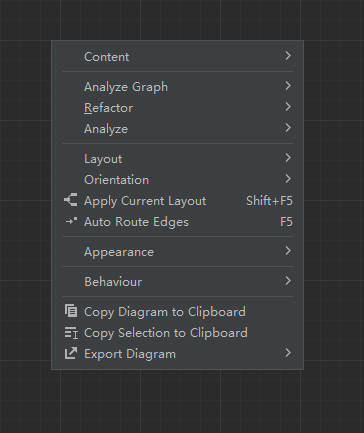 Content
Analyze Graph
Refactor
Analyze
Layout
Orientation
Apply Current Layout Shift+F5
Auto Route Edges F5
Appearance
Behaviour
Copy Diagram to Clipboard
Copy Selection to Clipboard
Export Diagram